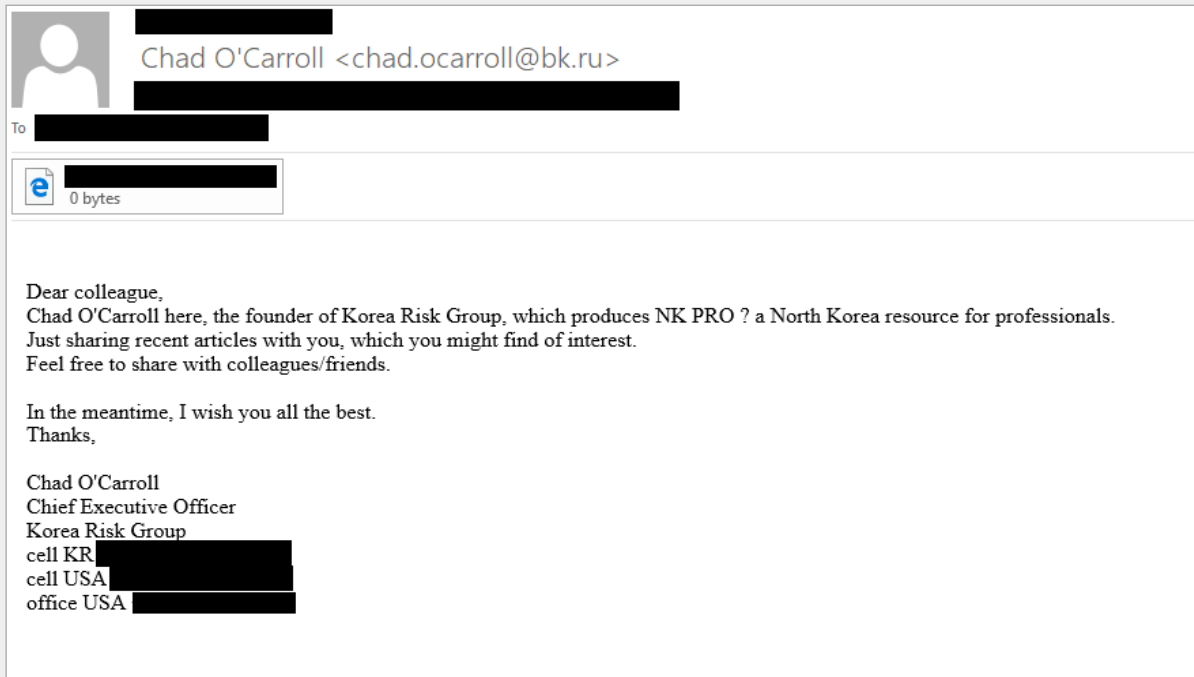 Chad O'Carroll <chad.ocarroll@bk.ru>
To
0 bytes
Dear colleague,
Chad O'Carroll here, the founder of Korea Risk Group, which produces NK PRO ? a North Korea resource for professionals.
Just sharing recent articles with you, which you might find of interest.
Feel free to share with colleagues/friends.
In the meantime, I wish you all the best.
Thanks,
Chad O'Carroll
Chief Executive Officer
Korea Risk Group
cell KR
cell USA
office USA